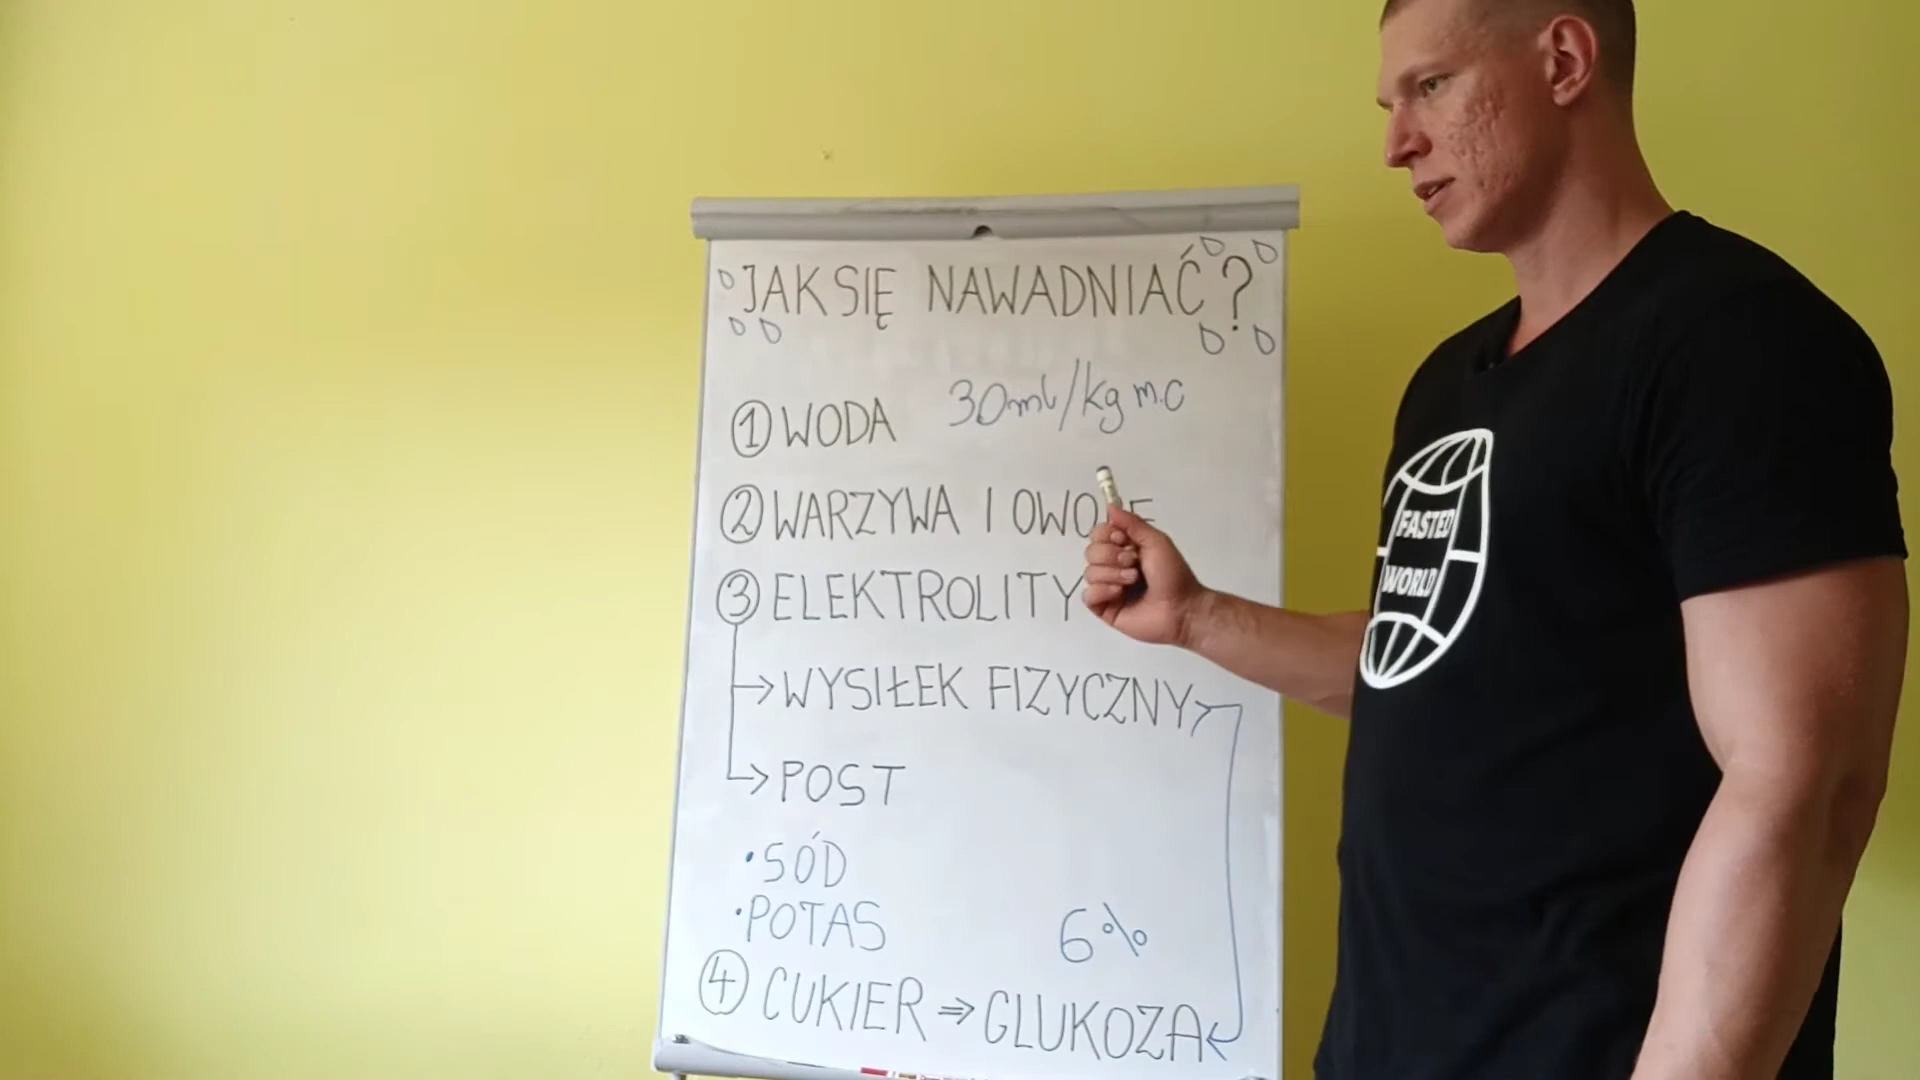 JAK SIĘ NAWADNIAĆ?
① WODA 30ml/kg m.c
② WARZYWA I
③ ELEKTROLITY
→ WYSIŁEK FIZYCZNY
→ POST
• SÓD
• POTAS
6%
④ CUKIER ⇒ GLUKOZA
FASTED
WORLD